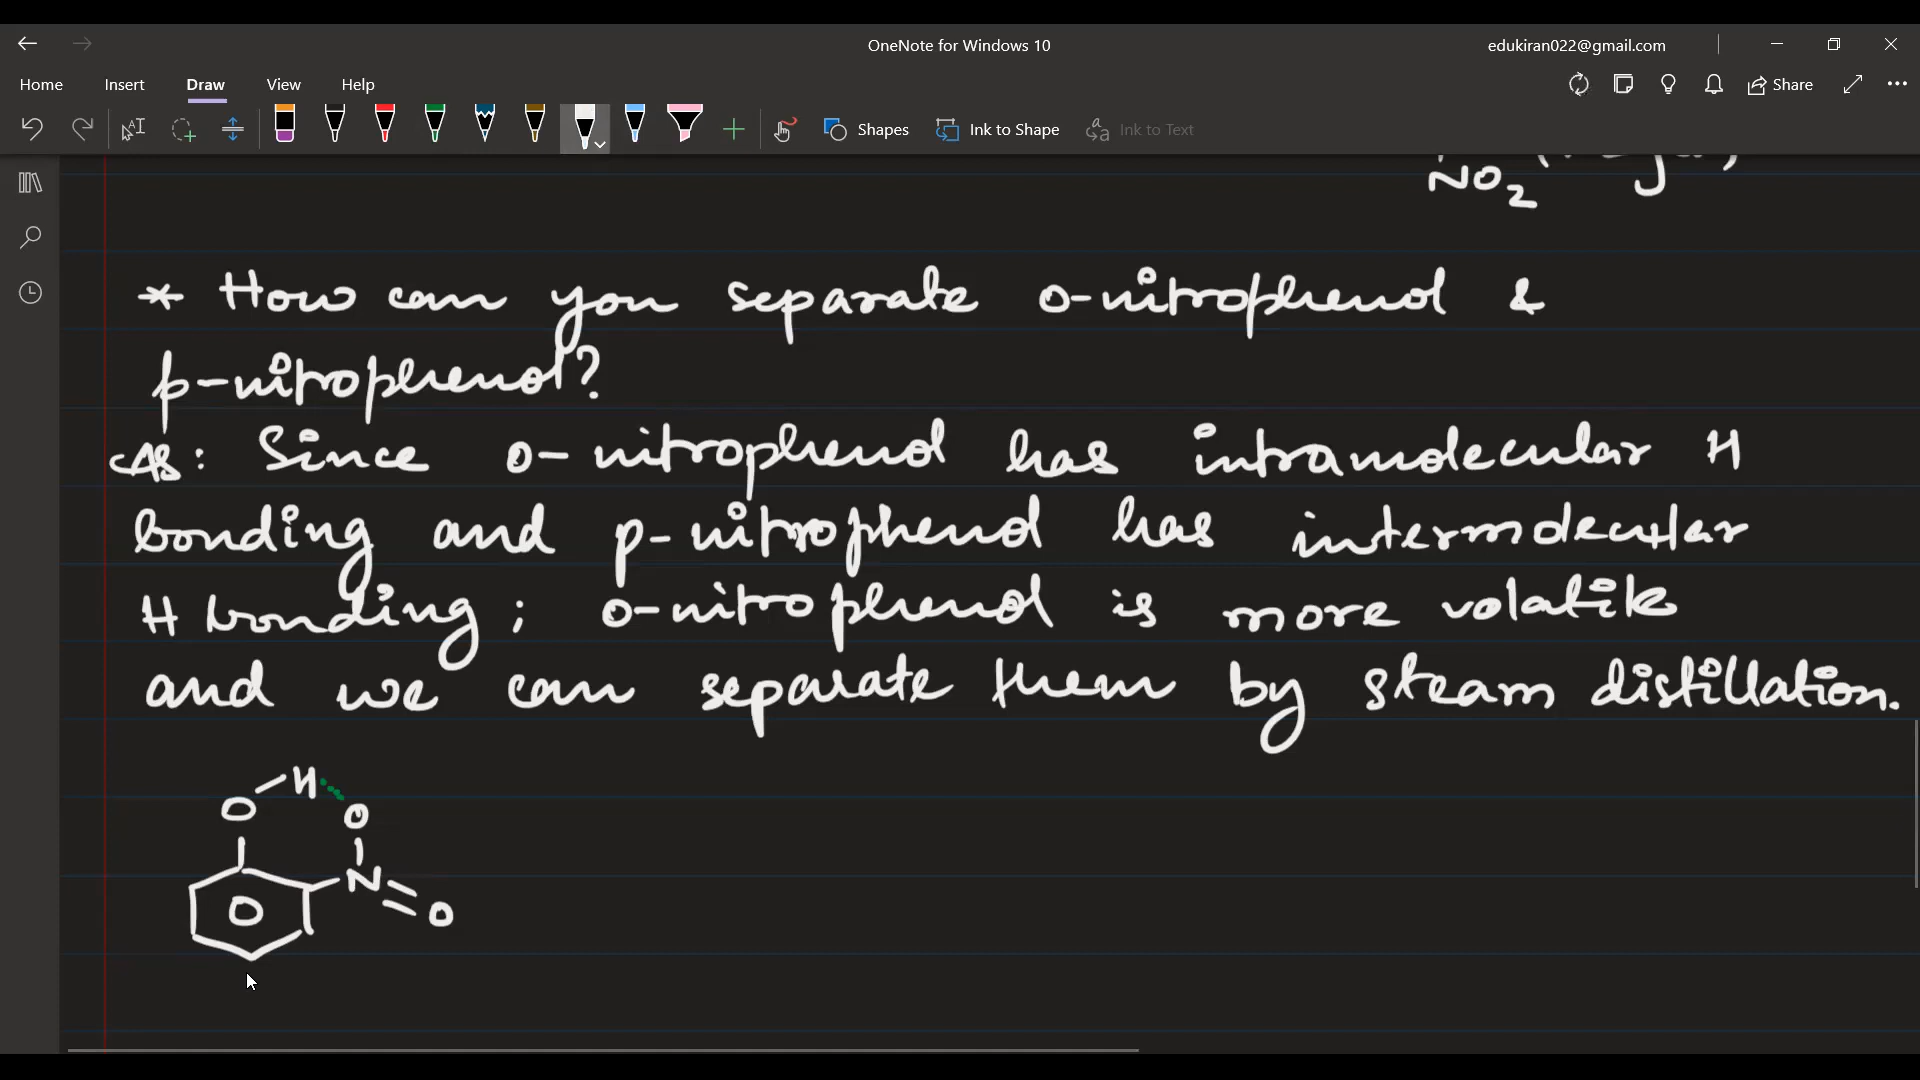 OneNote for Windows 10
edukiran022@gmail.com
Home Insert Draw View Help
Share
Shapes Ink to Shape Ink to Text
NO2
* How can you separate o-nitrophenol &
p-nitrophenol?
As: Since o- nitrophenol has intramolecular H
bonding and p-nitrophenol has intermolecular
H bonding; o-nitrophenol is more volatile
and we can separate them by steam distillation.
O-H
O
N=O